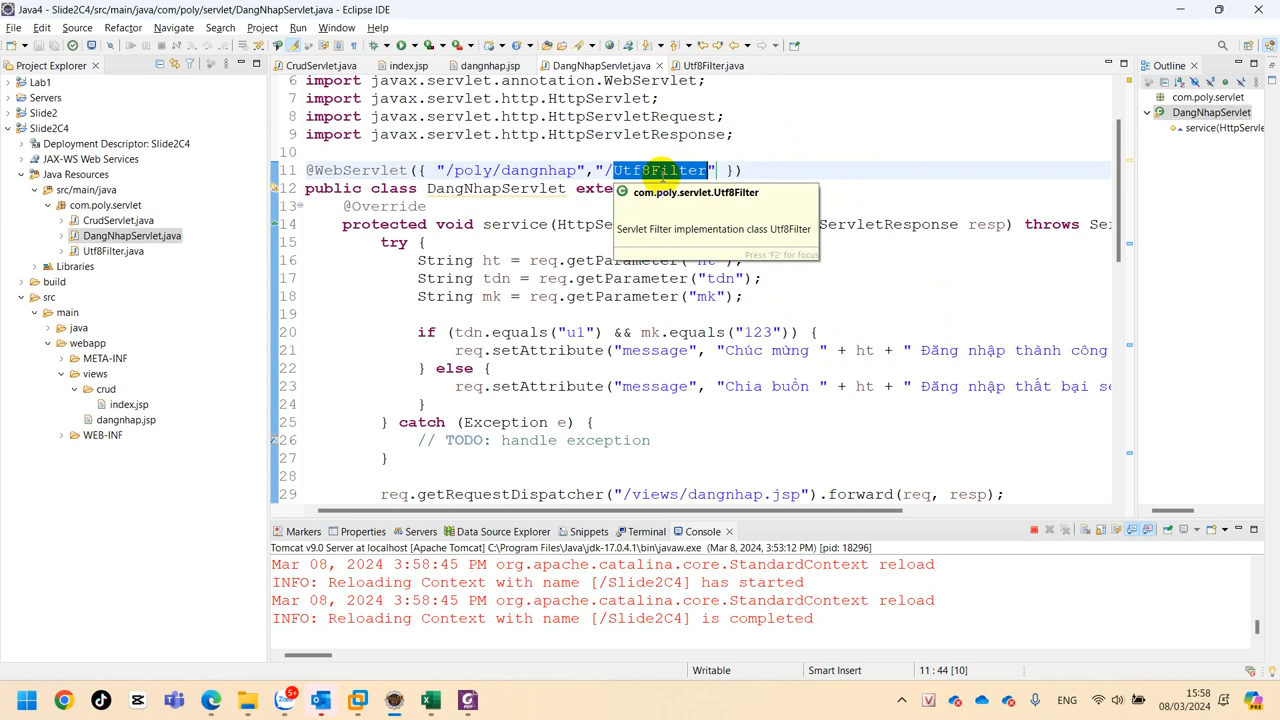 Java4 - Slide2C4/src/main/java/com/poly/servlet/DangNhapServlet.java - Eclipse IDE
File Edit Source Refactor Navigate Search Project Run Window Help
Project Explorer
CrudServlet.java index.jsp dangnhap.jsp DangNhapServlet.java Utf8Filter.java
Outline
Lab1
Servers
Slide2
Slide2C4
Deployment Descriptor: Slide2C4
JAX-WS Web Services
Java Resources
src/main/java
com.poly.servlet
CrudServlet.java
DangNhapServlet.java
Utf8Filter.java
Libraries
build
src
main
java
webapp
META-INF
views
crud
index.jsp
dangnhap.jsp
WEB-INF
6 import javax.servlet.annotation.WebServlet;
7 import javax.servlet.http.HttpServlet;
8 import javax.servlet.http.HttpServletRequest;
9 import javax.servlet.http.HttpServletResponse;
10
11 @WebServlet({ "/poly/dangnhap","/Utf8Filter" })
12 public class DangNhapServlet
13 @Override
14 protected void service( ServletResponse resp) throws
15 try {
16 String ht = req.getParameter("ht");
17 String tdn = req.getParameter("tdn");
18 String mk = req.getParameter("mk");
19
20 if (tdn.equals("u1") && mk.equals("123")) {
21 req.setAttribute("message", "Chúc mừng " + ht + " Đăng nhập thành công
22 } else {
23 req.setAttribute("message", "Chia buồn " + ht + " Đăng nhập thất bại
24 }
25 } catch (Exception e) {
26 // TODO: handle exception
27 }
28
29 req.getRequestDispatcher("/views/dangnhap.jsp").forward(req, resp);
com.poly.servlet.Utf8Filter
Servlet Filter implementation class Utf8Filter
Press 'F2' for focus
com.poly.servlet
DangNhapServlet
Markers Properties Servers Data Source Explorer Snippets Terminal Console
Tomcat v9.0 Server at localhost [Apache Tomcat] C:\Program Files\Java\jdk-17.0.4.1\bin\javaw.exe (Mar 8, 2024, 3:53:12 PM) [pid: 18296]
Mar 08, 2024 3:58:45 PM org.apache.catalina.core.StandardContext reload
INFO: Reloading Context with name [/Slide2C4] has started
Mar 08, 2024 3:58:45 PM org.apache.catalina.core.StandardContext reload
INFO: Reloading Context with name [/Slide2C4] is completed
Writable Smart Insert 11 : 44 [10]
ENG 15:58
08/03/2024